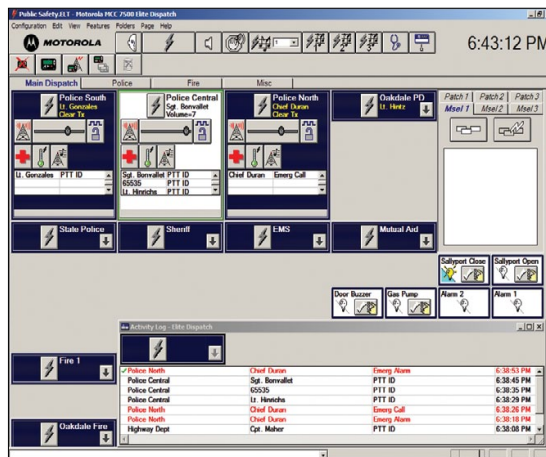 Public Safety.ELT - Motorola MCC 7500 Elite Dispatch
Configuration Edit View Features Folders Page Help
MOTOROLA
1
6:43:12 PM
Main Dispatch Police Fire Misc
Patch 1 Patch 2 Patch 3
Msel 1 Msel 2 Msel 3
Police South
Lt. Gonzales
Clear Tx
Lt. Gonzales PTT ID
Police Central
Sgt. Bonvallet
Volume=7
Sgt. Bonvallet PTT ID
65535 PTT ID
Lt. Hinrichs PTT ID
Police North
Chief Duran
Clear Tx
Chief Duran Emerg Call
Oakdale PD
Lt. Hintz
State Police
Sheriff
EMS
Mutual Aid
Sallyport Close
Sallyport Open
Door Buzzer
Gas Pump
Alarm 2
Alarm 1
Activity Log - Elite Dispatch
Police North Chief Duran Emerg Alarm 6:38:53 PM
Police Central Sgt. Bonvallet PTT ID 6:38:45 PM
Police Central 65535 PTT ID 6:38:35 PM
Police Central Lt. Hinrichs PTT ID 6:38:29 PM
Police North Chief Duran Emerg Call 6:38:26 PM
Police North Chief Duran Emerg Alarm 6:38:18 PM
Highway Dept Cpt. Maher PTT ID 6:38:08 PM
Fire 1
Oakdale Fire